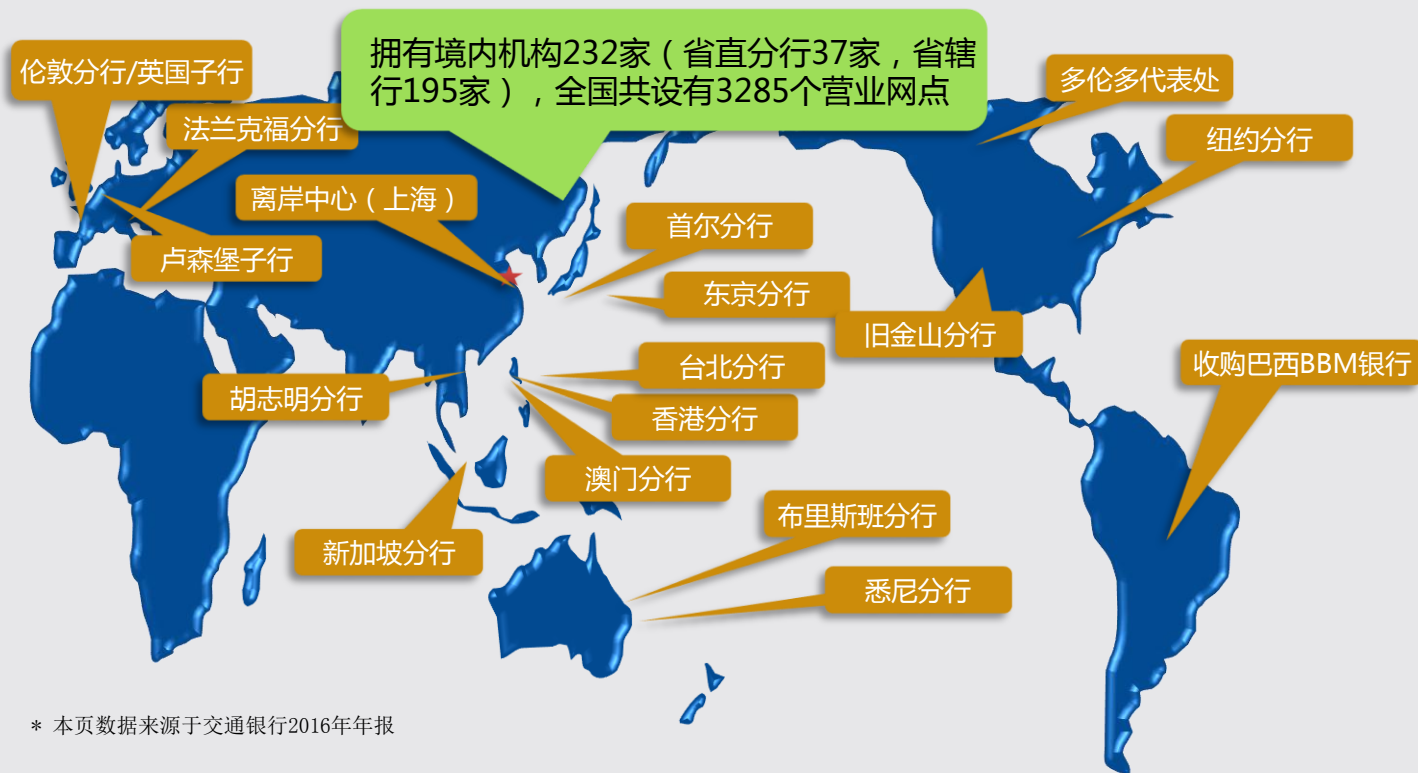 拥有境内机构232家（省直分行37家，省辖
行195家），全国共设有3285个营业网点
伦敦分行/英国子行
多伦多代表处
法兰克福分行
纽约分行
离岸中心（上海）
首尔分行
卢森堡子行
东京分行
旧金山分行
台北分行
收购巴西BBM银行
胡志明分行
香港分行
澳门分行
布里斯班分行
新加坡分行
悉尼分行
* 本页数据来源于交通银行2016年年报